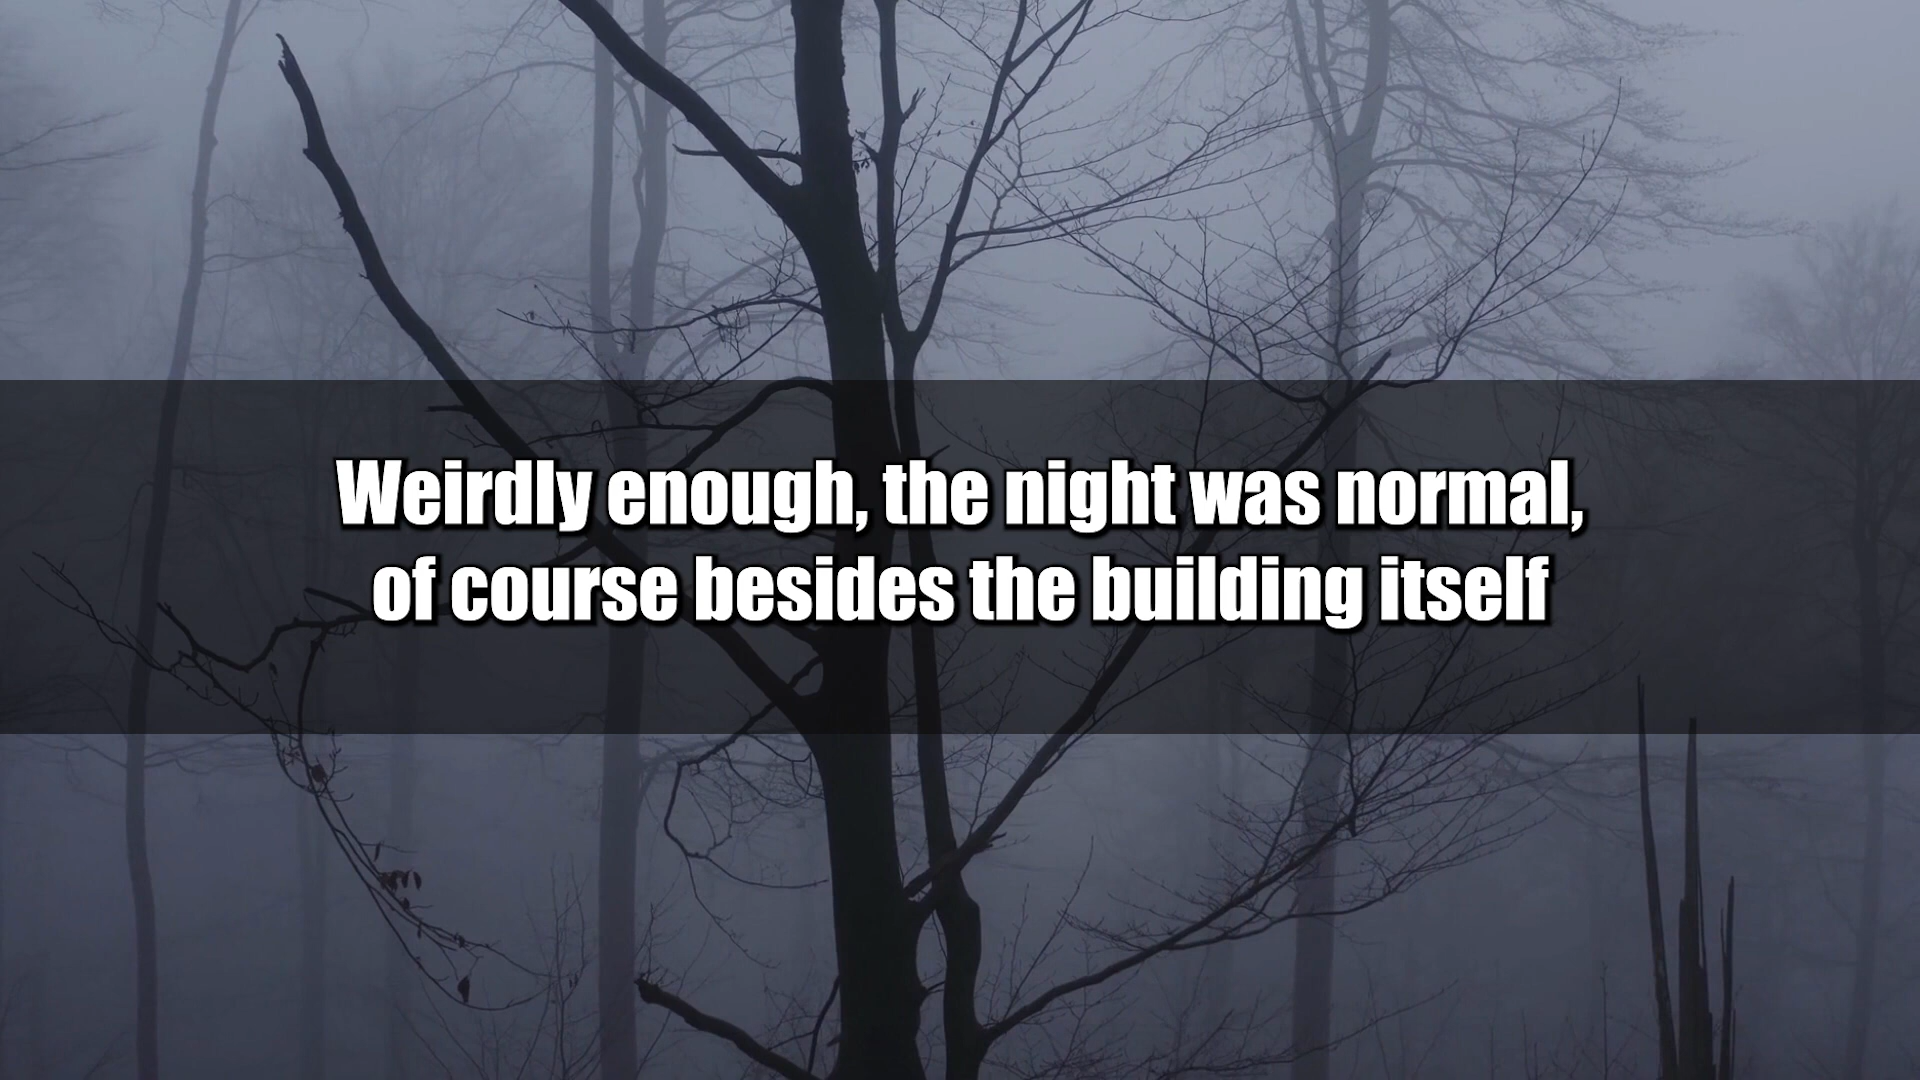 Weirdly enough, the night was normal,
of course besides the building itself